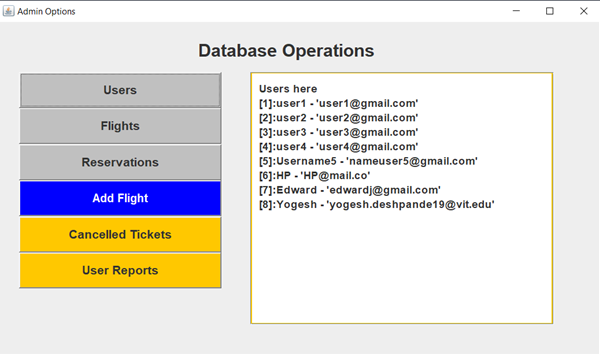 Admin Options
Database Operations
Users
Flights
Reservations
Add Flight
Cancelled Tickets
User Reports
Users here
[1]:user1 - 'user1@gmail.com'
[2]:user2 - 'user2@gmail.com'
[3]:user3 - 'user3@gmail.com'
[4]:user4 - 'user4@gmail.com'
[5]:Username5 - 'nameuser5@gmail.com'
[6]:HP - 'HP@mail.co'
[7]:Edward - 'edwardj@gmail.com'
[8]:Yogesh - 'yogesh.deshpande19@vit.edu'